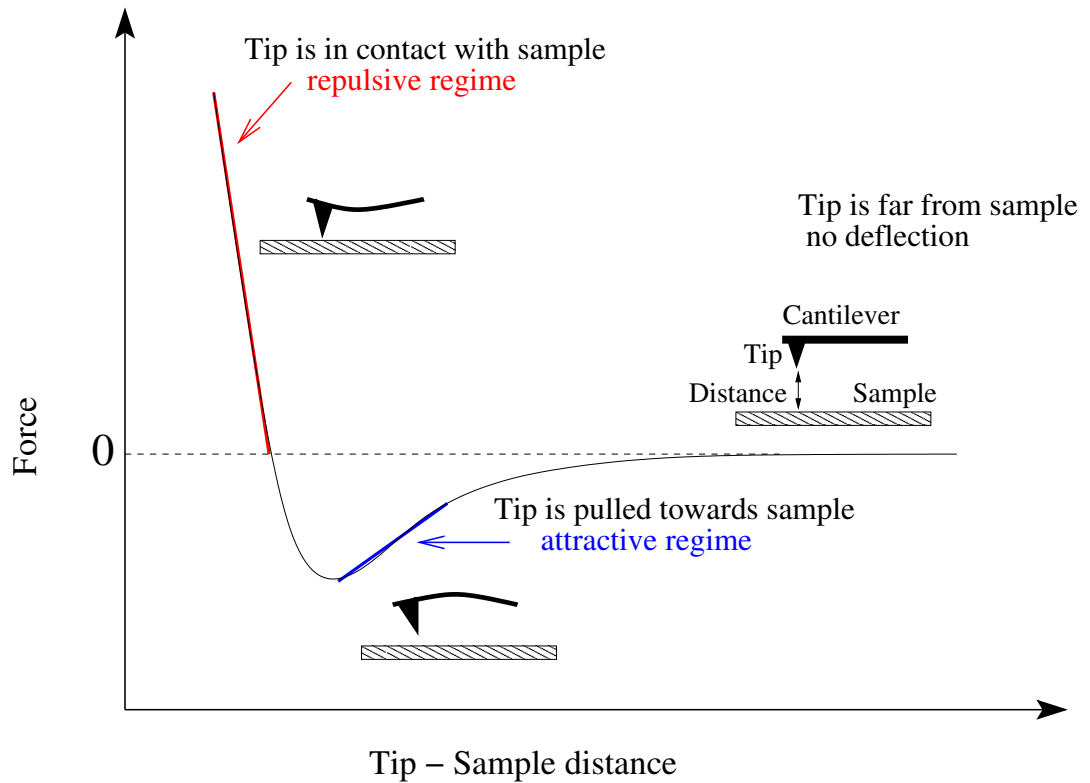 Tip is in contact with sample
repulsive regime
Tip is far from sample
no deflection
Cantilever
Tip
Distance
Sample
Force
0
Tip is pulled towards sample
attractive regime
Tip − Sample distance